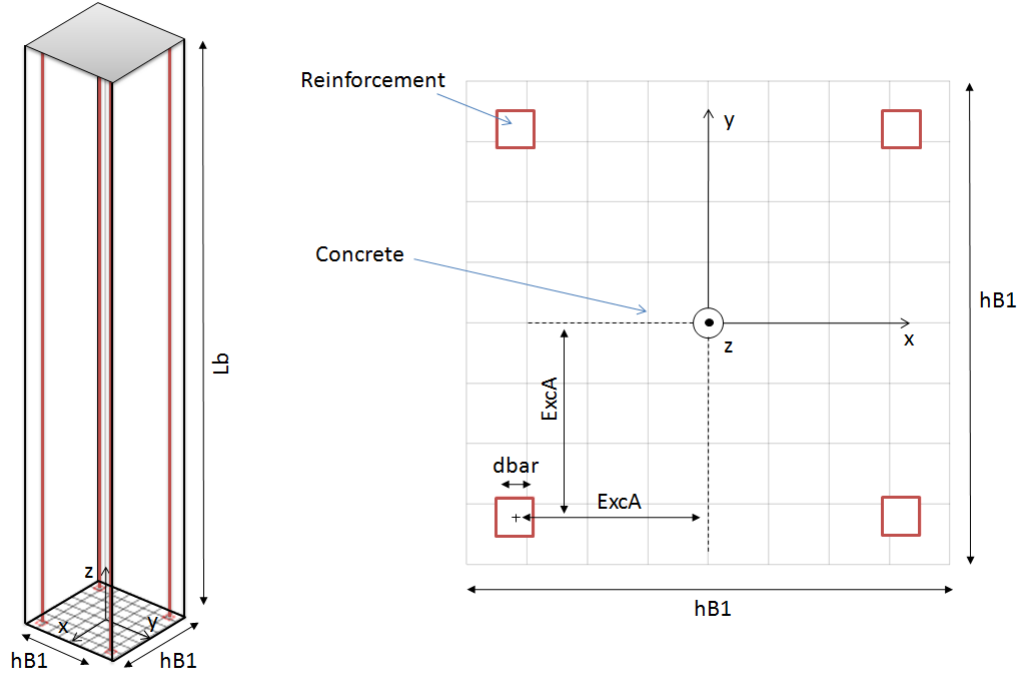 Lb
z
x
y
hB1
hB1
Reinforcement
y
Concrete
hB1
x
z
ExcA
dbar
ExcA
hB1